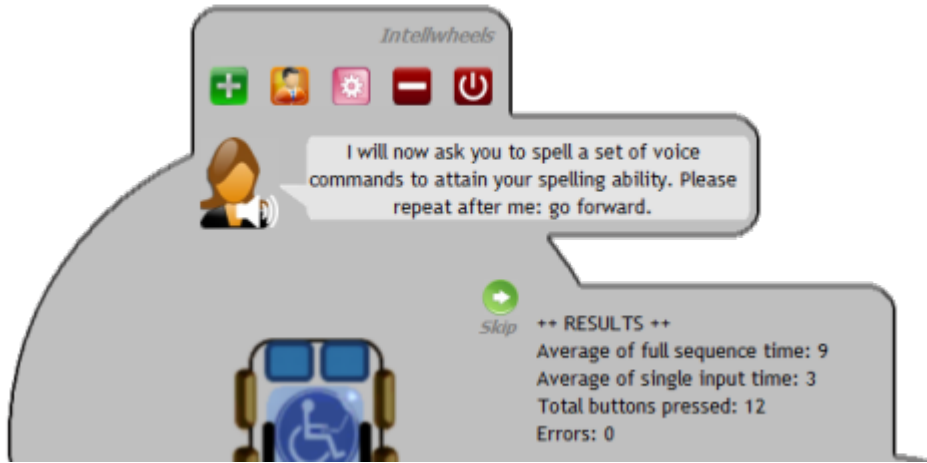 Intellwheels
I will now ask you to spell a set of voice
commands to attain your spelling ability. Please
repeat after me: go forward.
Skip
++ RESULTS ++
Average of full sequence time: 9
Average of single input time: 3
Total buttons pressed: 12
Errors: 0